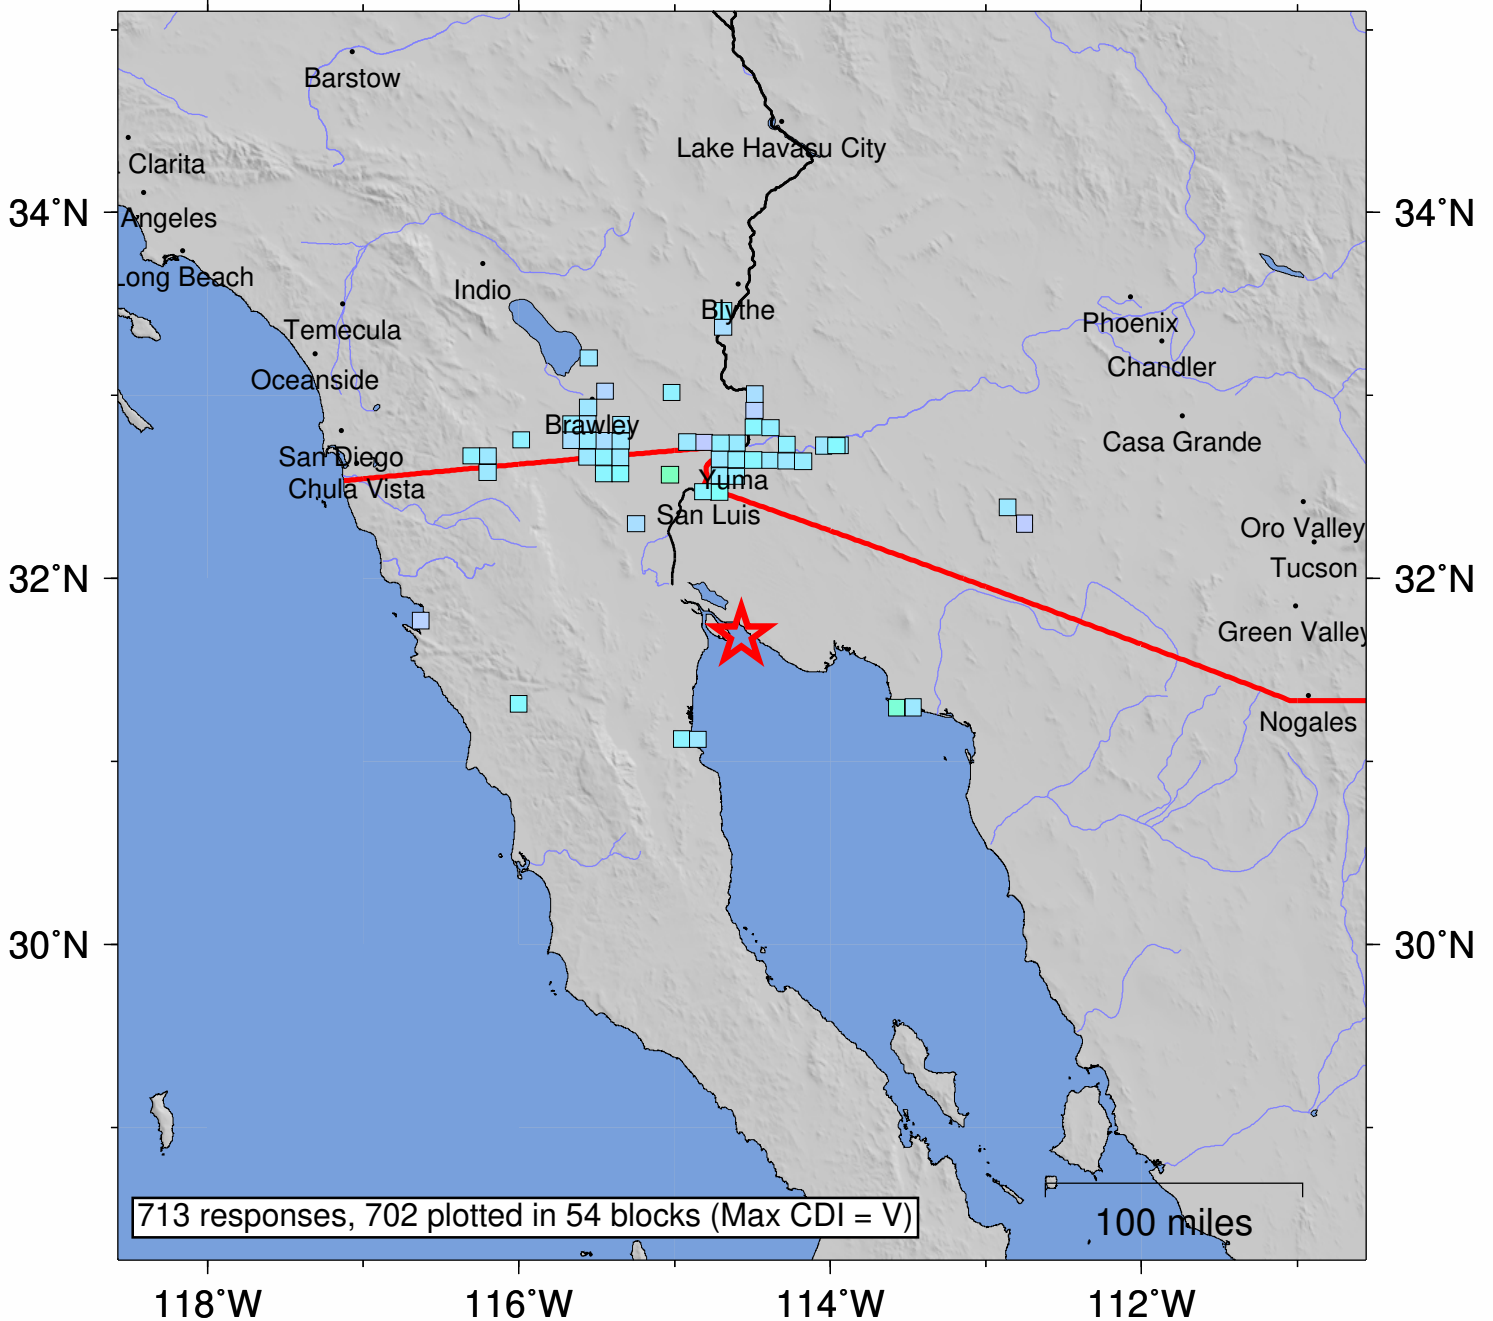 Barstow
Lake Havasu City
Clarita
34°N
Angeles
34°N
Long Beach
Indio
Blythe
Temecula
Phoenix
Chandler
Oceanside
Brawley
Casa Grande
San Diego
Yuma
Chula Vista
San Luis
Oro Valley
32°N
Tucson
32°N
Green Valley
Nogales
30°N
30°N
713 responses, 702 plotted in 54 blocks (Max CDI = V)
100 miles
118°W 116°W 114°W 112°W